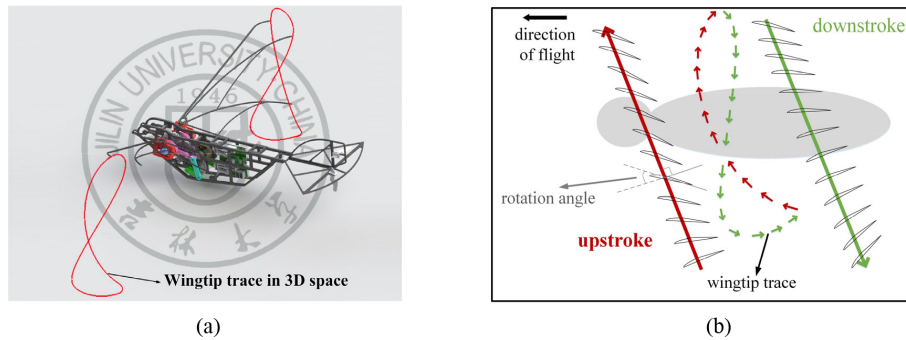 JILIN UNIVERSITY CHINA
1946
Wingtip trace in 3D space
(a)
direction
of flight
downstroke
rotation angle
upstroke
wingtip trace
(b)